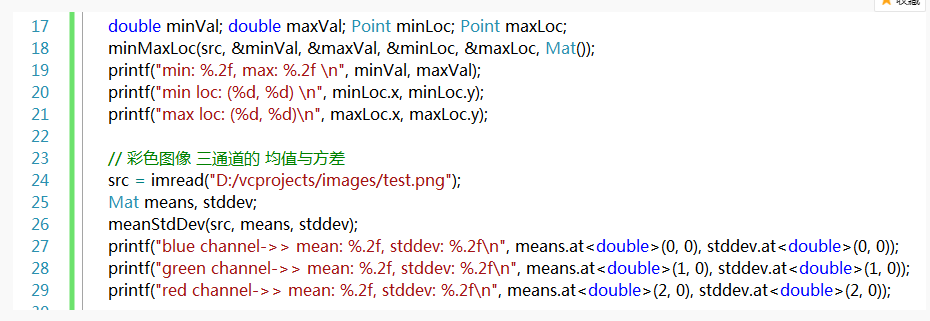 收藏
17 double minVal; double maxVal; Point minLoc; Point maxLoc;
18 minMaxLoc(src, &minVal, &maxVal, &minLoc, &maxLoc, Mat());
19 printf("min: %.2f, max: %.2f \n", minVal, maxVal);
20 printf("min loc: (%d, %d) \n", minLoc.x, minLoc.y);
21 printf("max loc: (%d, %d)\n", maxLoc.x, maxLoc.y);
22
23 // 彩色图像 三通道的 均值与方差
24 src = imread("D:/vcprojects/images/test.png");
25 Mat means, stddev;
26 meanStdDev(src, means, stddev);
27 printf("blue channel->> mean: %.2f, stddev: %.2f\n", means.at<double>(0, 0), stddev.at<double>(0, 0));
28 printf("green channel->> mean: %.2f, stddev: %.2f\n", means.at<double>(1, 0), stddev.at<double>(1, 0));
29 printf("red channel->> mean: %.2f, stddev: %.2f\n", means.at<double>(2, 0), stddev.at<double>(2, 0));